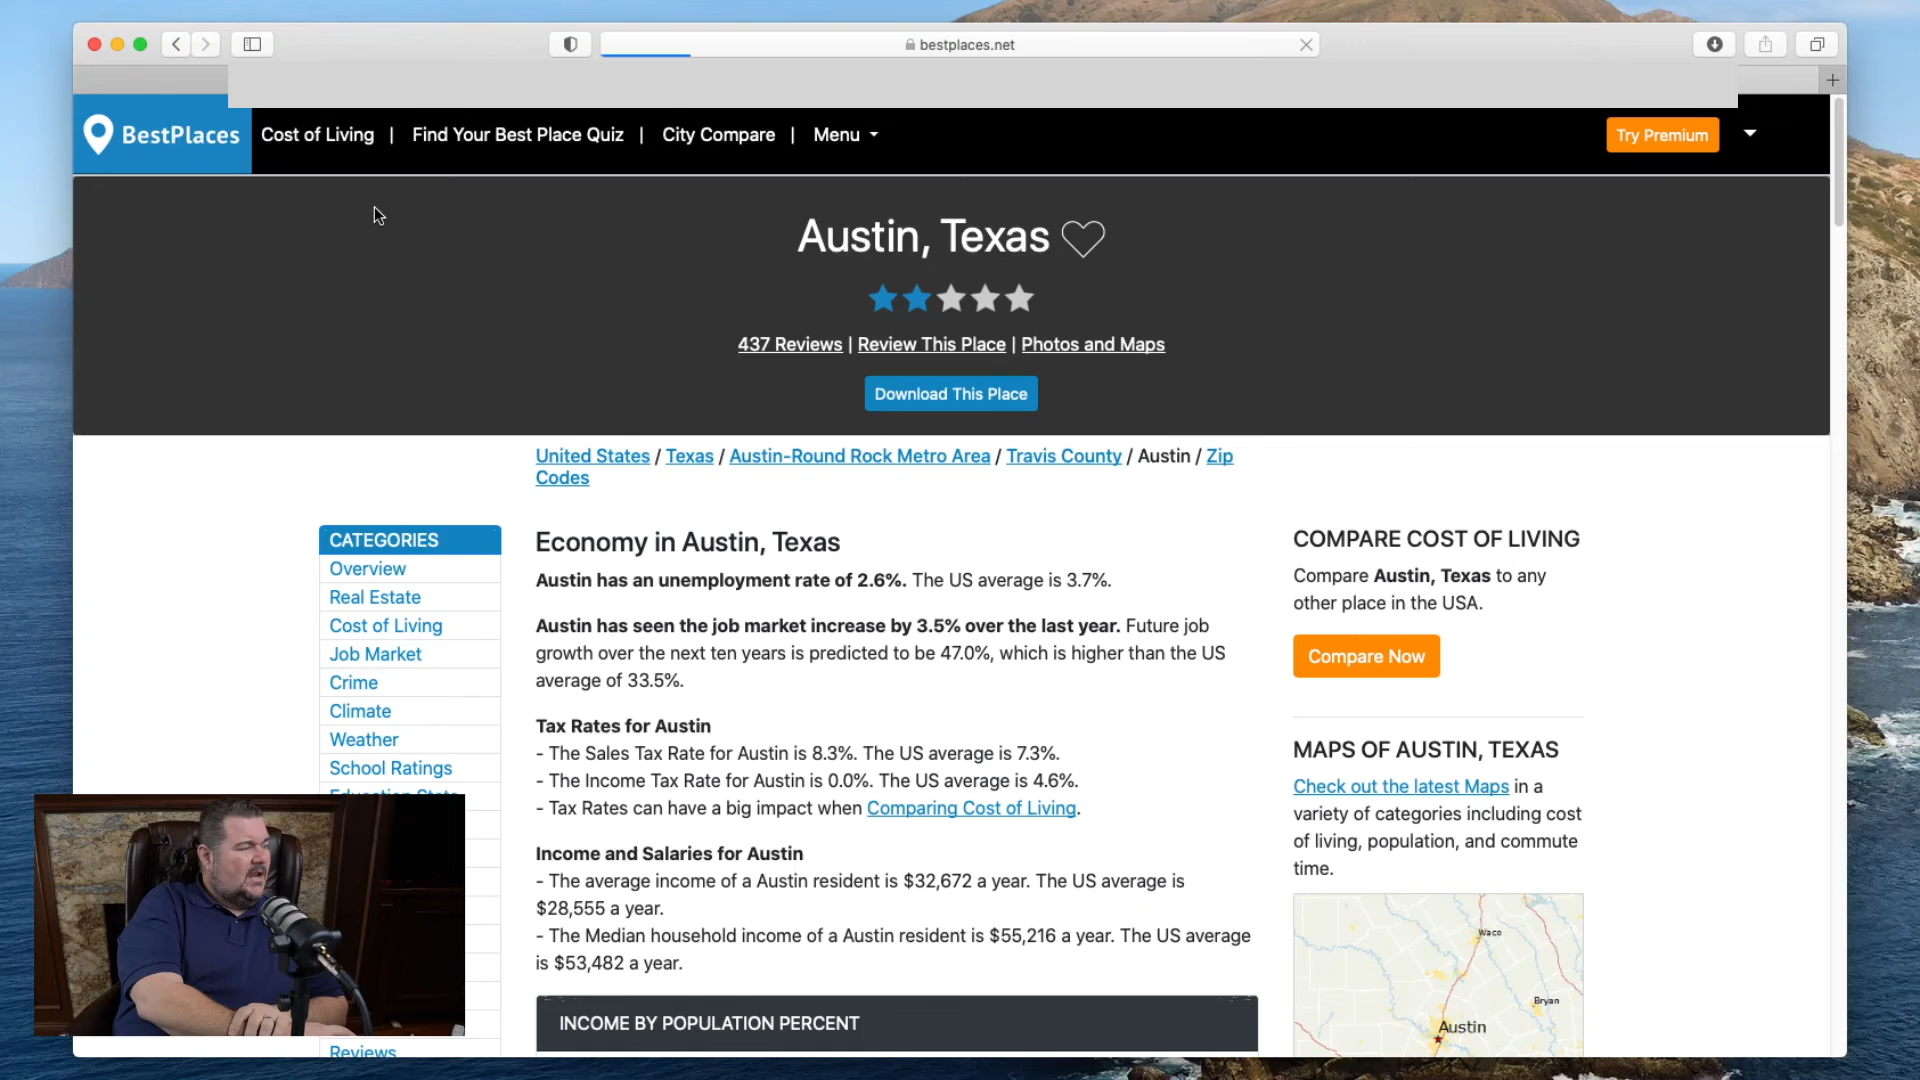 bestplaces.net
BestPlaces
Cost of Living | Find Your Best Place Quiz | City Compare | Menu
Try Premium
Austin, Texas
437 Reviews | Review This Place | Photos and Maps
Download This Place
United States / Texas / Austin-Round Rock Metro Area / Travis County / Austin / Zip
Codes
CATEGORIES
Overview
Real Estate
Cost of Living
Job Market
Crime
Climate
Weather
School Ratings
Reviews
Economy in Austin, Texas
Austin has an unemployment rate of 2.6%. The US average is 3.7%.
Austin has seen the job market increase by 3.5% over the last year. Future job
growth over the next ten years is predicted to be 47.0%, which is higher than the US
average of 33.5%.
Tax Rates for Austin
- The Sales Tax Rate for Austin is 8.3%. The US average is 7.3%.
- The Income Tax Rate for Austin is 0.0%. The US average is 4.6%.
- Tax Rates can have a big impact when Comparing Cost of Living.
Income and Salaries for Austin
- The average income of a Austin resident is $32,672 a year. The US average is
$28,555 a year.
- The Median household income of a Austin resident is $55,216 a year. The US average
is $53,482 a year.
INCOME BY POPULATION PERCENT
COMPARE COST OF LIVING
Compare Austin, Texas to any
other place in the USA.
Compare Now
MAPS OF AUSTIN, TEXAS
Check out the latest Maps in a
variety of categories including cost
of living, population, and commute
time.
Waco
Bryan
Austin